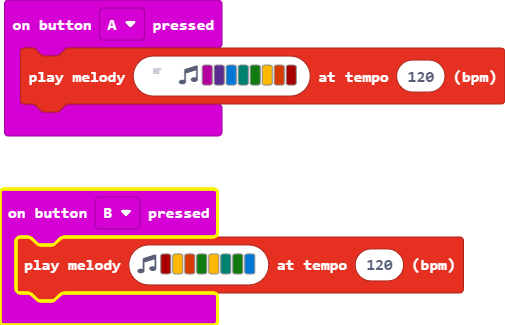 on button A pressed
play melody at tempo 120 (bpm)
on button B pressed
play melody at tempo 120 (bpm)